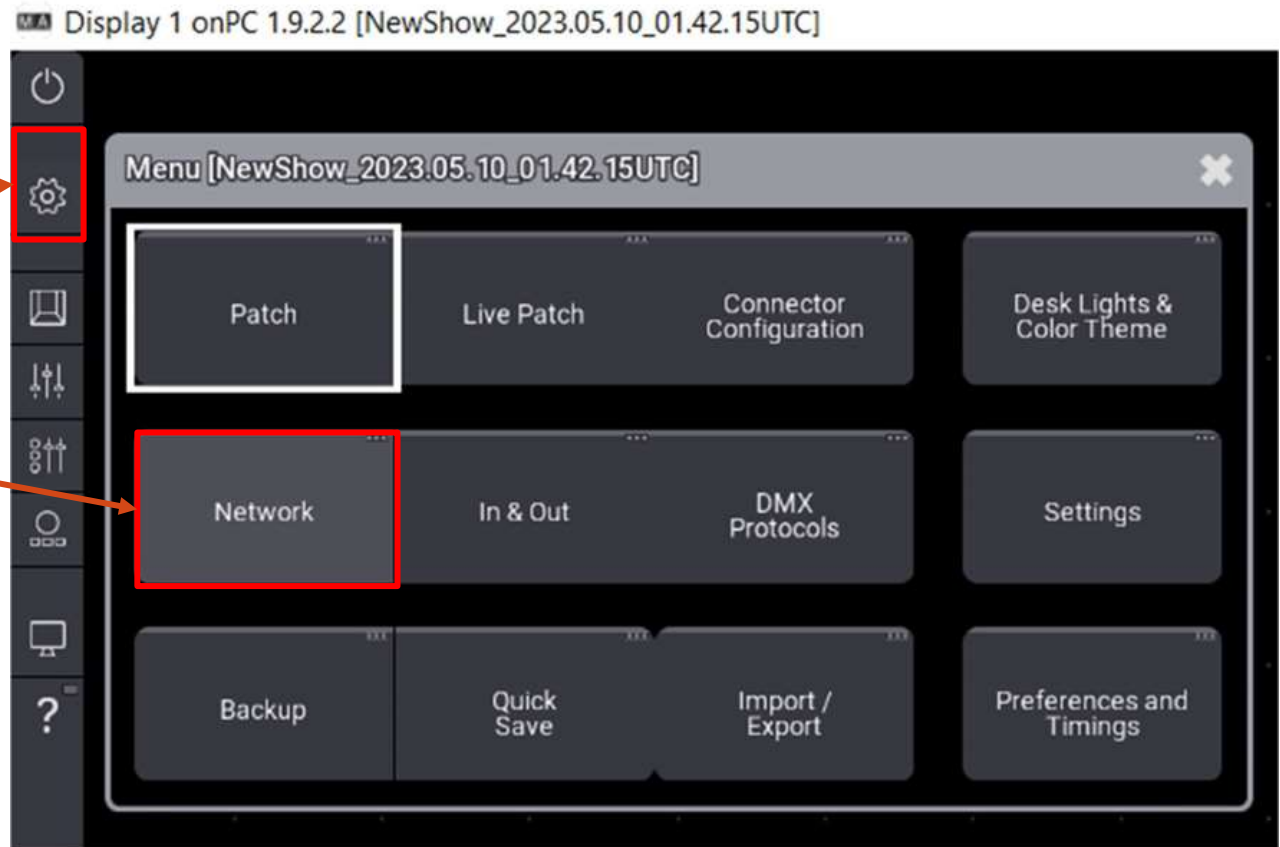 MA Display 1 onPC 1.9.2.2 [NewShow_2023.05.10_01.42.15UTC]
Menu [NewShow_2023.05.10_01.42.15UTC]
Patch
Live Patch
Connector
Configuration
Desk Lights &
Color Theme
Network
In & Out
DMX
Protocols
Settings
Backup
Quick
Save
Import /
Export
Preferences and
Timings
?